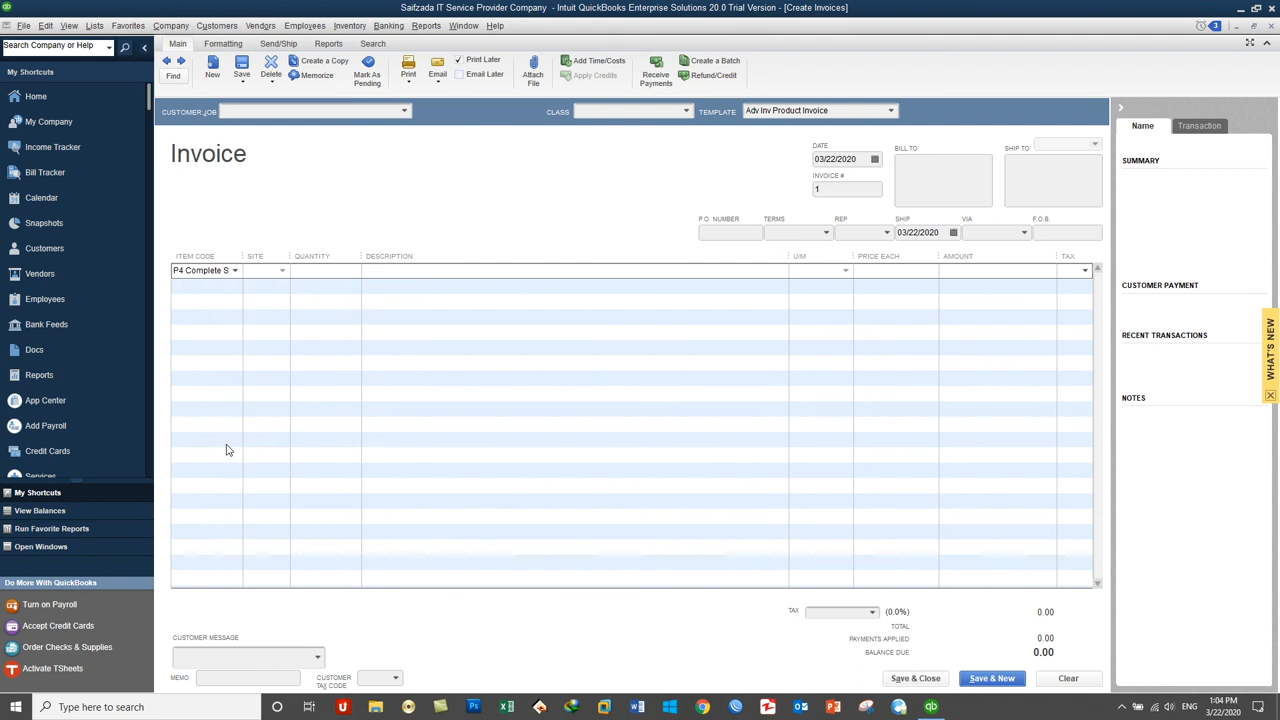 Saifzada IT Service Provider Company - Intuit QuickBooks Enterprise Solutions 20.0 Trial Version - [Create Invoices]
File Edit View Lists Favorites Company Customers Vendors Employees Inventory Banking Reports Window Help
3
Search Company or Help
My Shortcuts
Home
My Company
Income Tracker
Bill Tracker
Calendar
Snapshots
Customers
Vendors
Employees
Bank Feeds
Docs
Reports
App Center
Add Payroll
Credit Cards
Services
My Shortcuts
View Balances
Run Favorite Reports
Open Windows
Do More With QuickBooks
Turn on Payroll
Accept Credit Cards
Order Checks & Supplies
Activate TSheets
Main Formatting Send/Ship Reports Search
Find
New
Save
Delete
Create a Copy
Memorize
Mark As
Pending
Print
Email
Print Later
Email Later
Attach
File
Add Time/Costs
Apply Credits
Receive
Payments
Create a Batch
Refund/Credit
CUSTOMER:JOB CLASS TEMPLATE Adv Inv Product Invoice
Invoice
DATE
03/22/2020
INVOICE #
1
BILL TO
SHIP TO
P.O. NUMBER TERMS REP SHIP VIA F.O.B.
03/22/2020
ITEM CODE SITE QUANTITY DESCRIPTION U/M PRICE EACH AMOUNT TAX
P4 Complete S
TAX (0.0%) 0.00
TOTAL
PAYMENTS APPLIED 0.00
BALANCE DUE 0.00
CUSTOMER MESSAGE
MEMO
CUSTOMER
TAX CODE
Save & Close Save & New Clear
Name Transaction
SUMMARY
CUSTOMER PAYMENT
RECENT TRANSACTIONS
NOTES
WHAT'S NEW
Type here to search
1:04 PM
3/22/2020